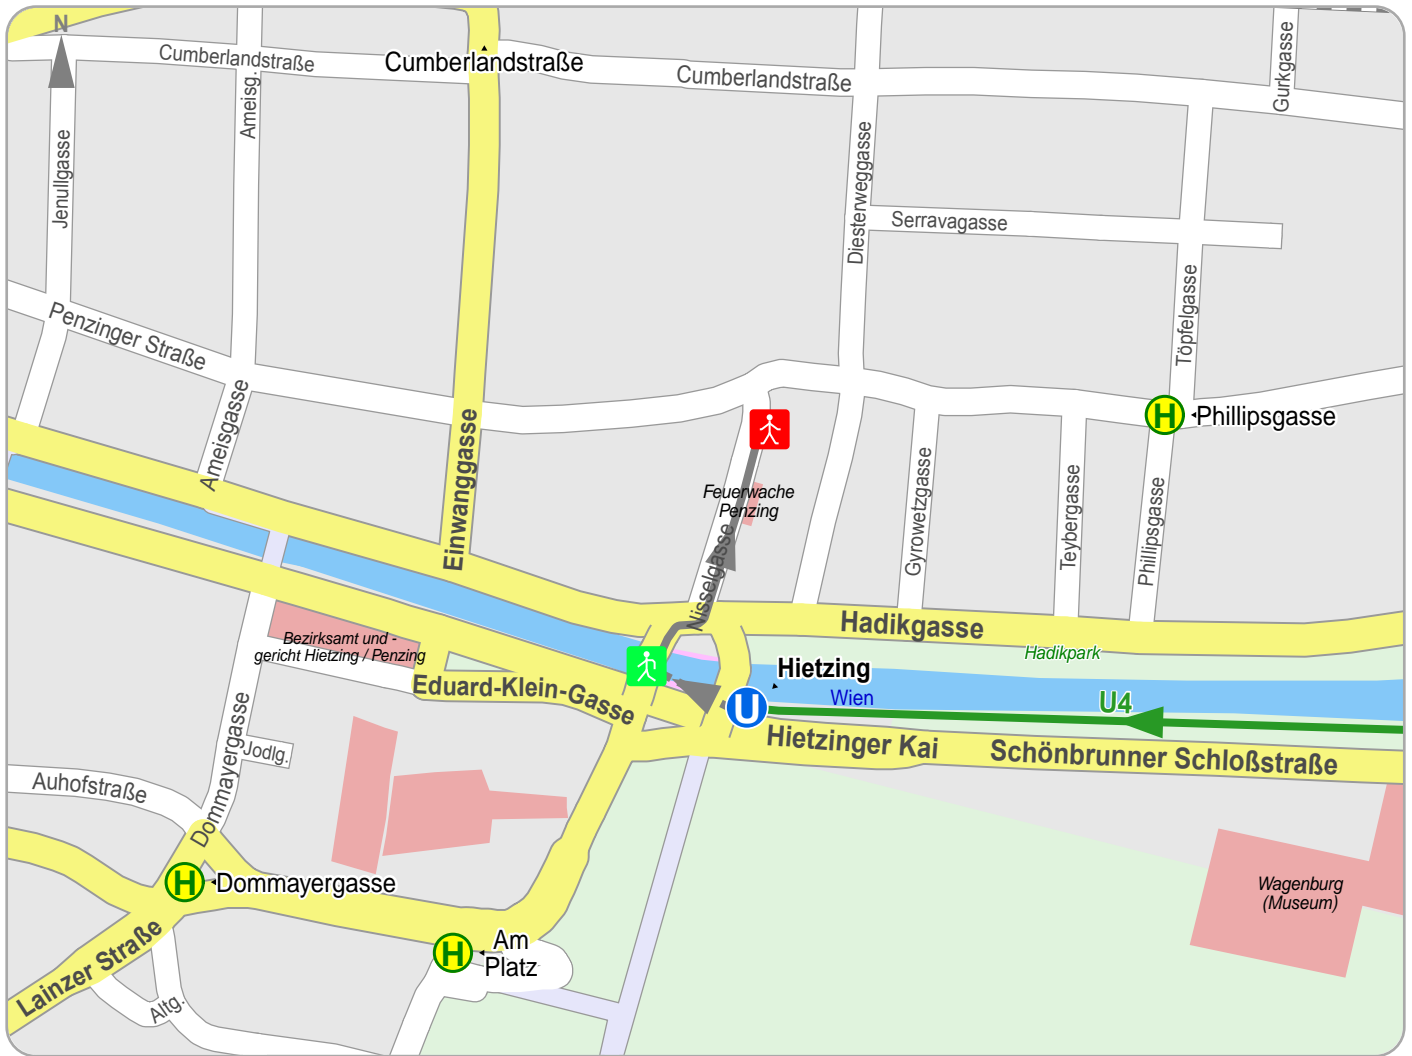 N
Cumberlandstraße
Cumberlandstraße
Cumberlandstraße
Gurkgasse
Ameisg.
Jenullgasse
Diesterweggasse
Serravagasse
Töpfelgasse
Penzinger Straße
Ameisgasse
Einwanggasse
H
Phillipsgasse
Feuerwache
Penzing
Nisselgasse
Gyrowetzgasse
Teybergasse
Phillipsgasse
Hadikgasse
Hadikpark
Bezirksamt und -
gericht Hietzing / Penzing
Eduard-Klein-Gasse
Hietzing
U
Wien
U4
Hietzinger Kai
Schönbrunner Schloßstraße
Dommayergasse
Jodlg.
Auhofstraße
H
Dommayergasse
Wagenburg
(Museum)
Lainzer Straße
H
Am
Platz
Altg.